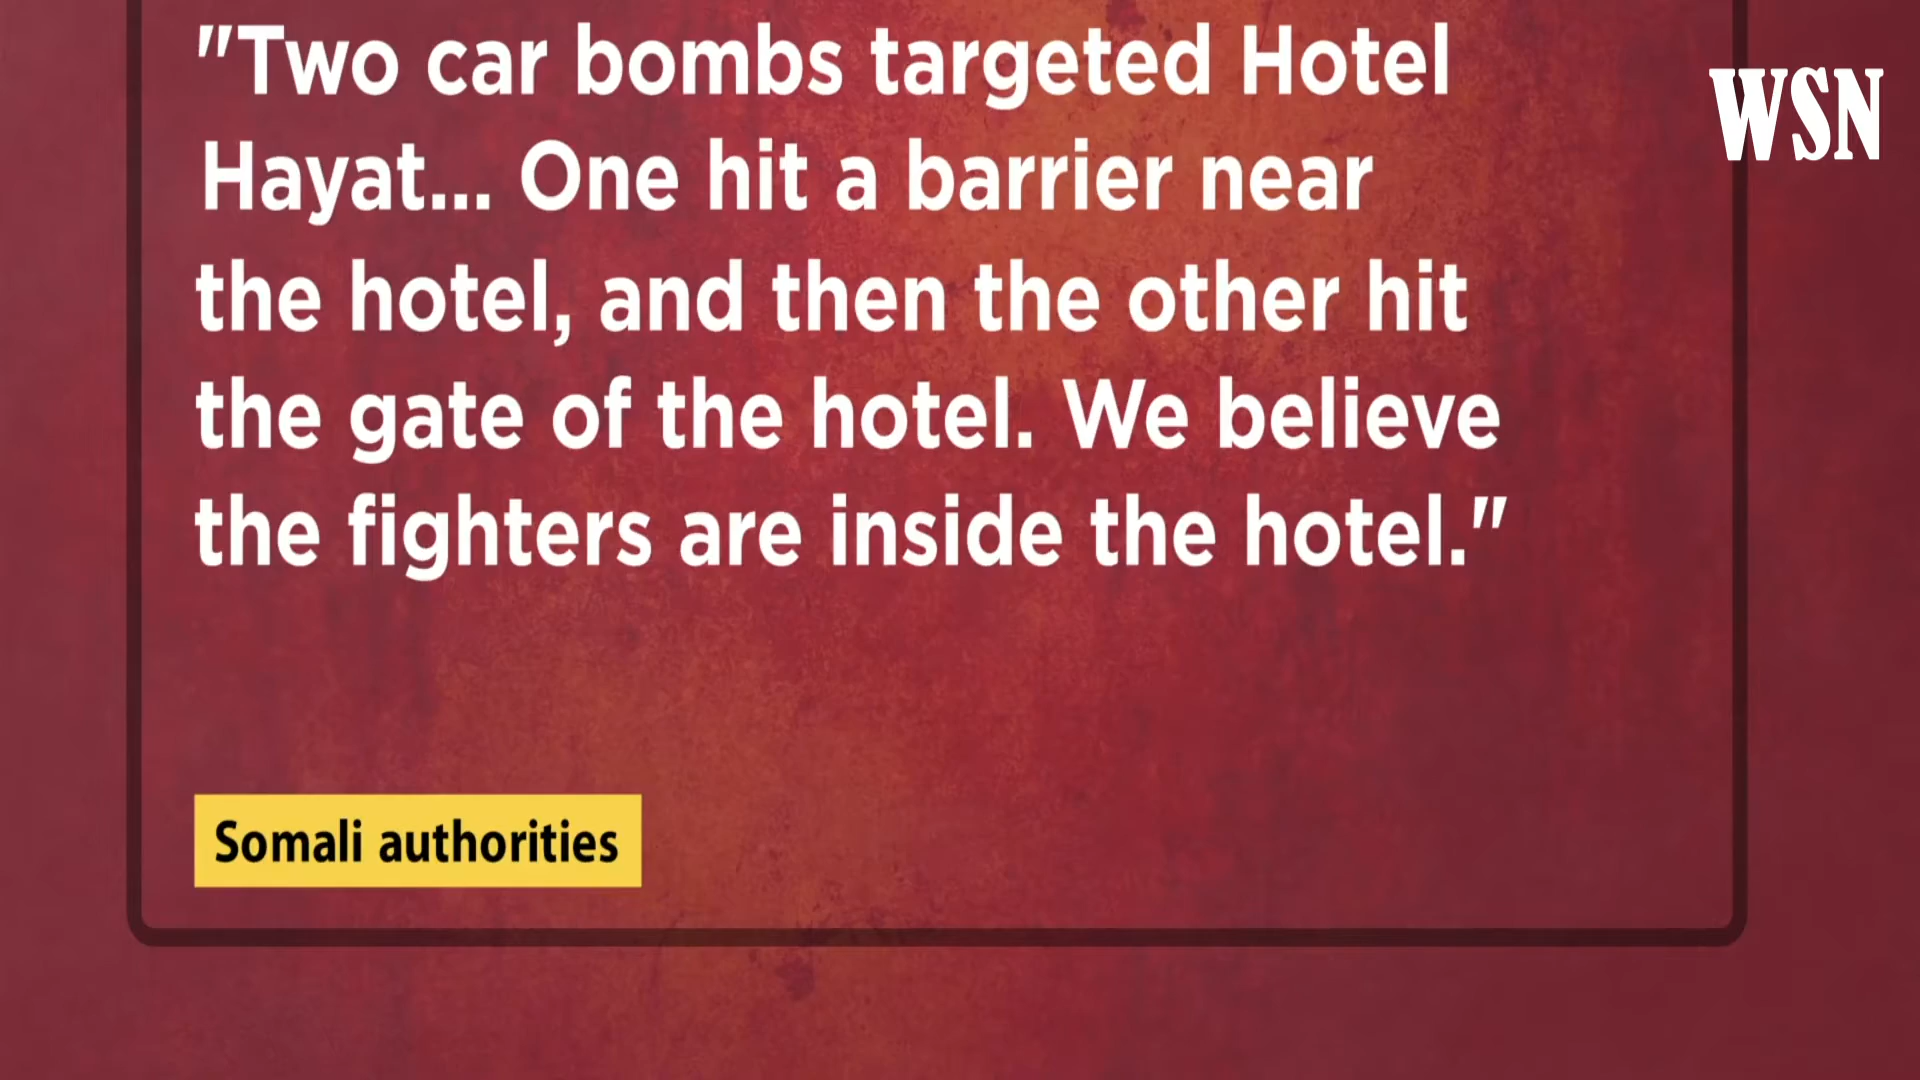 "Two car bombs targeted Hotel
Hayat... One hit a barrier near
the hotel, and then the other hit
the gate of the hotel. We believe
the fighters are inside the hotel."
Somali authorities
WSN